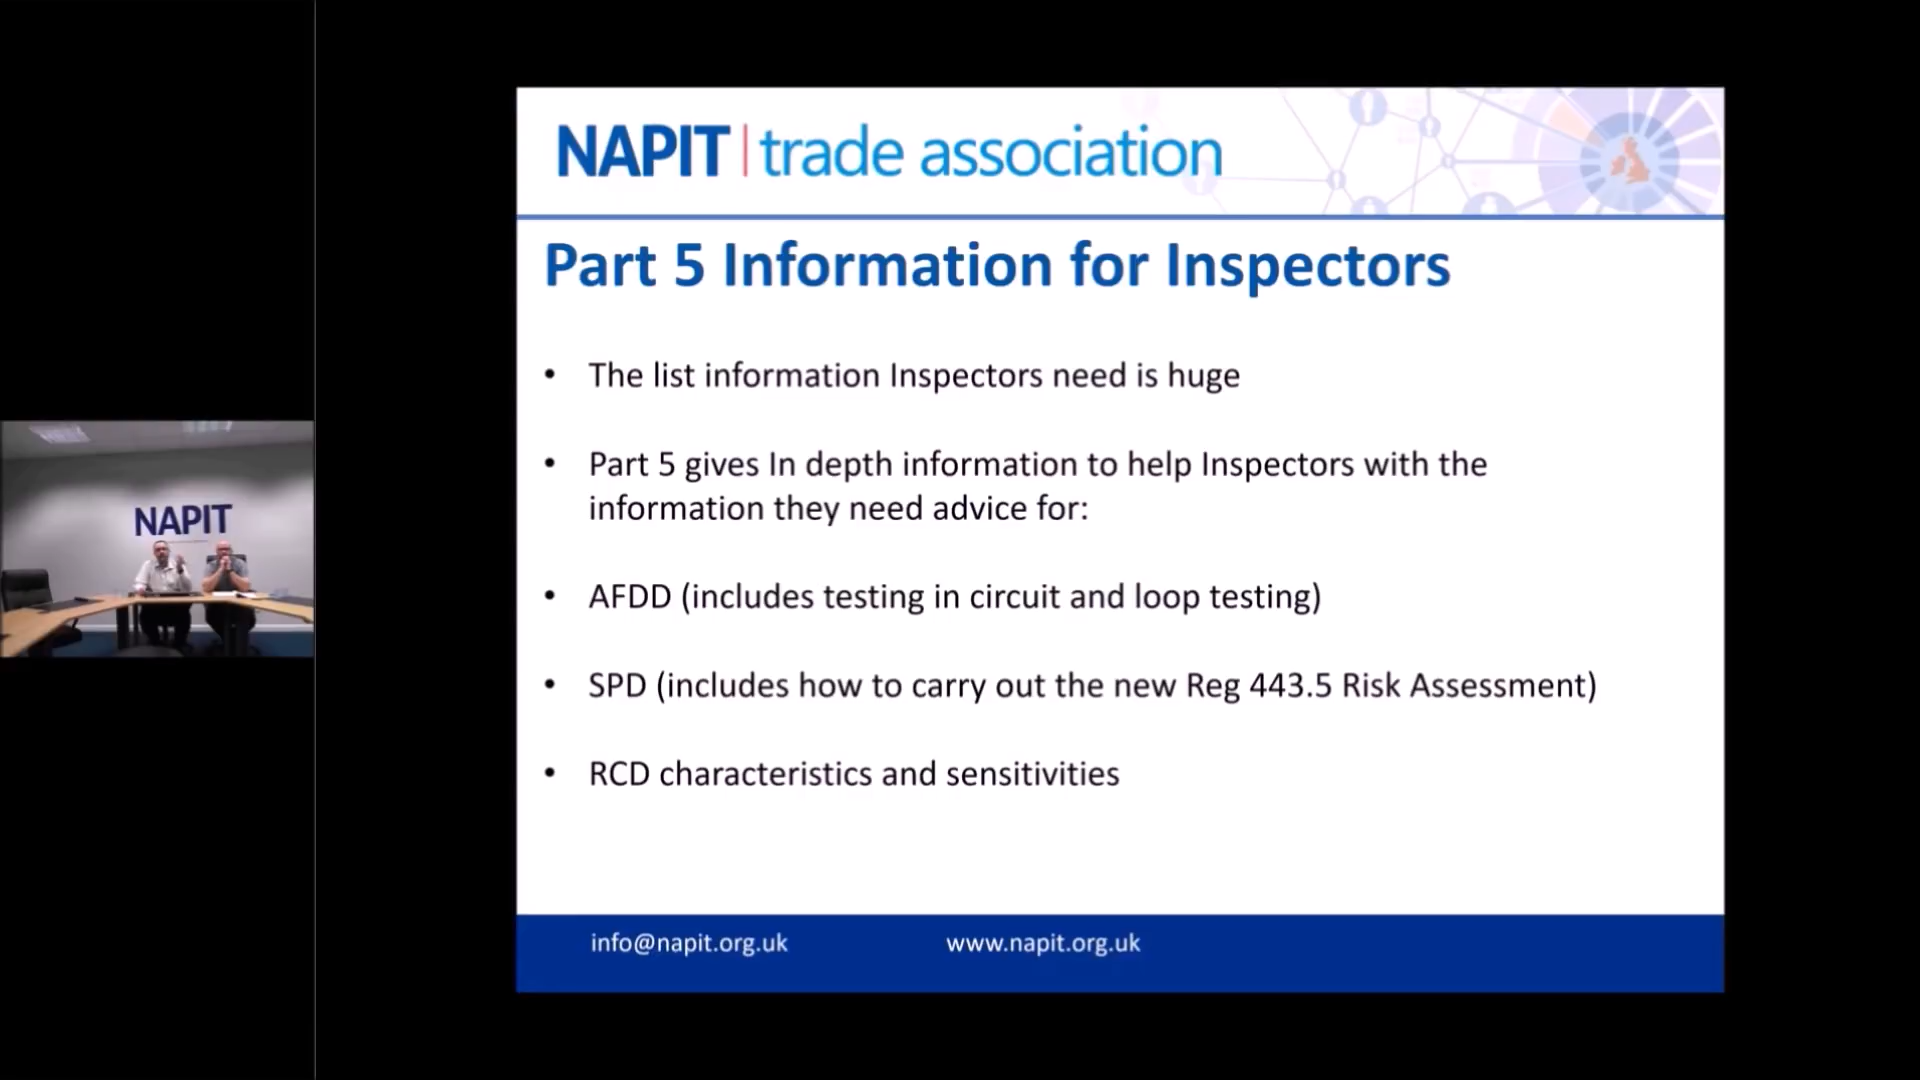 NAPIT | trade association
Part 5 Information for Inspectors
• The list information Inspectors need is huge
• Part 5 gives In depth information to help Inspectors with the
information they need advice for:
• AFDD (includes testing in circuit and loop testing)
• SPD (includes how to carry out the new Reg 443.5 Risk Assessment)
• RCD characteristics and sensitivities
info@napit.org.uk www.napit.org.uk
NAPIT